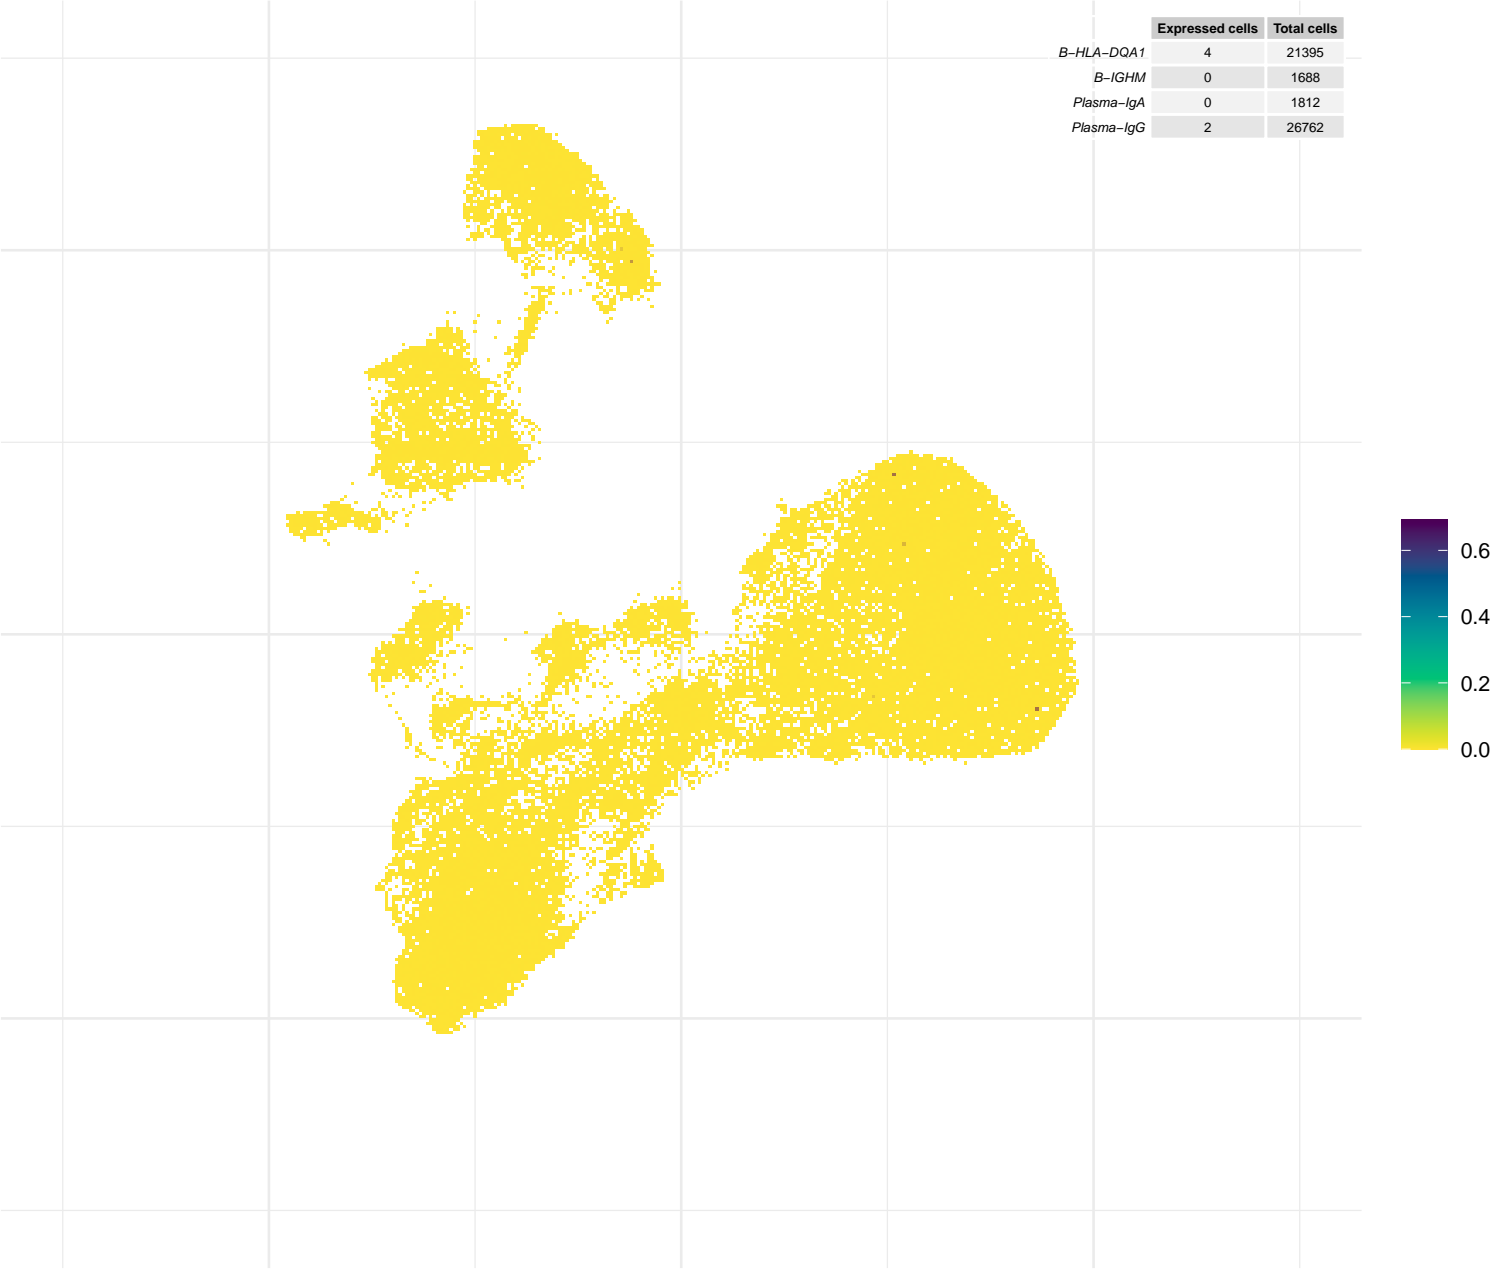 Expressed cells Total cells
B−HLA−DQA1 4 21395
B−IGHM 0 1688
Plasma−IgA 0 1812
Plasma−IgG 2 26762
0.6
0.4
0.2
0.0